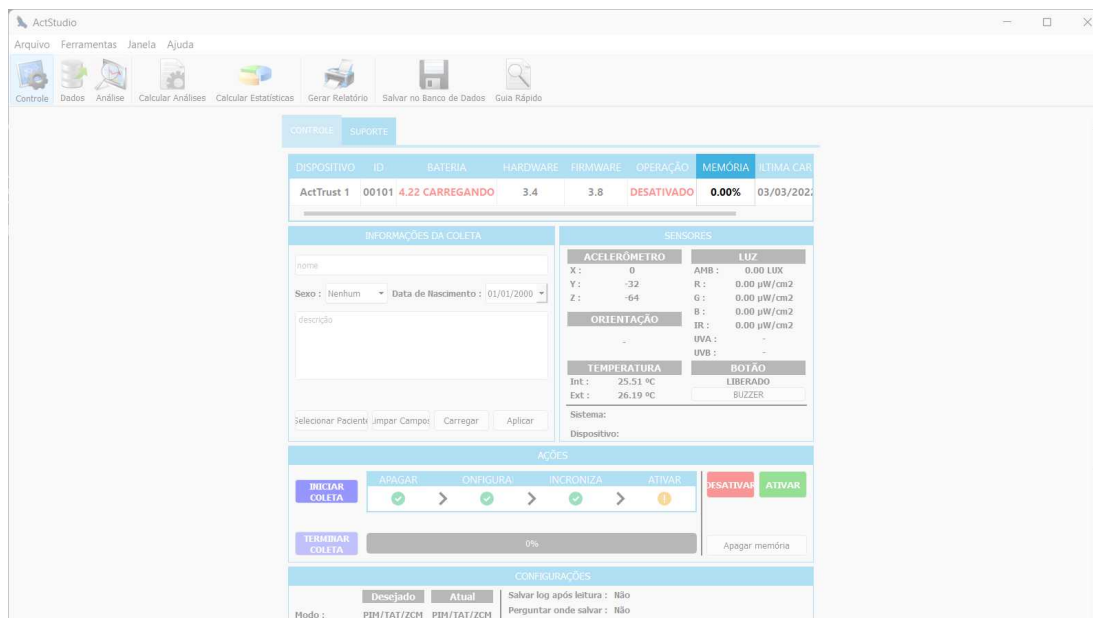 ActStudio
Arquivo Ferramentas Janela Ajuda
Controle Dados Análise Calcular Análises Calcular Estatísticas Gerar Relatório Salvar no Banco de Dados Guia Rápido
CONTROLE SUPORTE
DISPOSITIVO ID BATERIA HARDWARE FIRMWARE OPERAÇÃO MEMÓRIA ILTIMA CAR
ActTrust 1 00101 4.22 CARREGANDO 3.4 3.8 DESATIVADO 0.00% 03/03/2022
INFORMAÇÕES DA COLETA
nome
Sexo : Nenhum Data de Nascimento : 01/01/2000
descrição
Selecionar Paciente impar Campos Carregar Aplicar
SENSORES
ACELERÔMETRO
X : 0
Y : -32
Z : -64
ORIENTAÇÃO
-
TEMPERATURA
Int : 25.51 ºC
Ext : 26.19 ºC
LUZ
AMB : 0.00 LUX
R : 0.00 µW/cm2
G : 0.00 µW/cm2
B : 0.00 µW/cm2
IR : 0.00 µW/cm2
UVA : -
UVB : -
BOTÃO
LIBERADO
BUZZER
Sistema:
Dispositivo:
AÇÕES
INICIAR
COLETA
APAGAR ONFIGURA INCRONIZA ATIVAR
DESATIVAR ATIVAR
TERMINAR
COLETA
0%
Apagar memória
CONFIGURAÇÕES
Desejado Atual
Modo : PIM/TAT/ZCM PIM/TAT/ZCM
Salvar log após leitura : Não
Perguntar onde salvar : Não